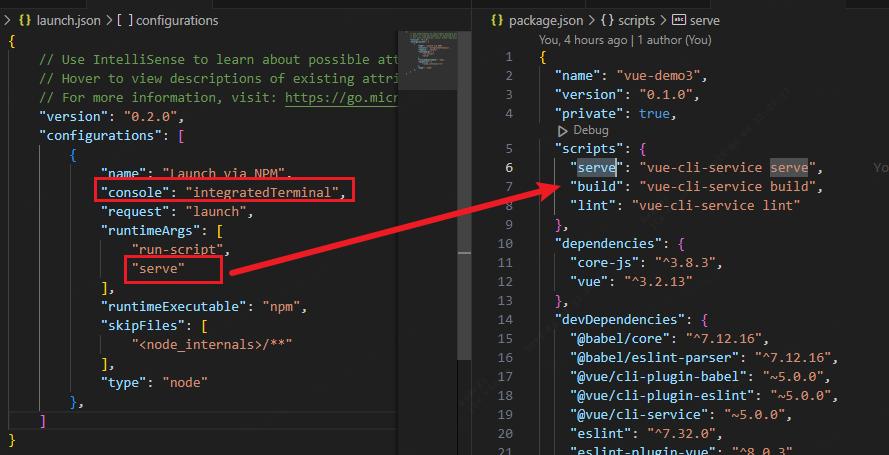 launch.json > [ ] configurations
{
// Use IntelliSense to learn about possible att
// Hover to view descriptions of existing attri
// For more information, visit: https://go.micr
"version": "0.2.0",
"configurations": [
{
"name": "Launch via NPM",
"console": "integratedTerminal",
"request": "launch",
"runtimeArgs": [
"run-script",
"serve"
],
"runtimeExecutable": "npm",
"skipFiles": [
"<node_internals>/**"
],
"type": "node"
},
]
}
package.json > { } scripts > abc serve
You, 4 hours ago | 1 author (You)
1 {
2 "name": "vue-demo3",
3 "version": "0.1.0",
4 "private": true,
Debug
5 "scripts": {
6 "serve": "vue-cli-service serve", Yo
7 "build": "vue-cli-service build",
8 "lint": "vue-cli-service lint"
9 },
10 "dependencies": {
11 "core-js": "^3.8.3",
12 "vue": "^3.2.13"
13 },
14 "devDependencies": {
15 "@babel/core": "^7.12.16",
16 "@babel/eslint-parser": "^7.12.16",
17 "@vue/cli-plugin-babel": "~5.0.0",
18 "@vue/cli-plugin-eslint": "~5.0.0",
19 "@vue/cli-service": "~5.0.0",
20 "eslint": "^7.32.0",
21 "eslint-plugin-vue": "^8.0.3"